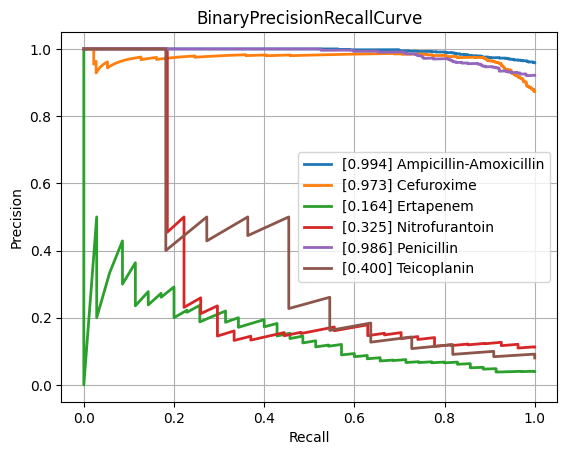 BinaryPrecisionRecallCurve
1.0
0.8
0.6
0.4
0.2
0.0
Precision
[0.994] Ampicillin-Amoxicillin
[0.973] Cefuroxime
[0.164] Ertapenem
[0.325] Nitrofurantoin
[0.986] Penicillin
[0.400] Teicoplanin
0.0 0.2 0.4 0.6 0.8 1.0
Recall